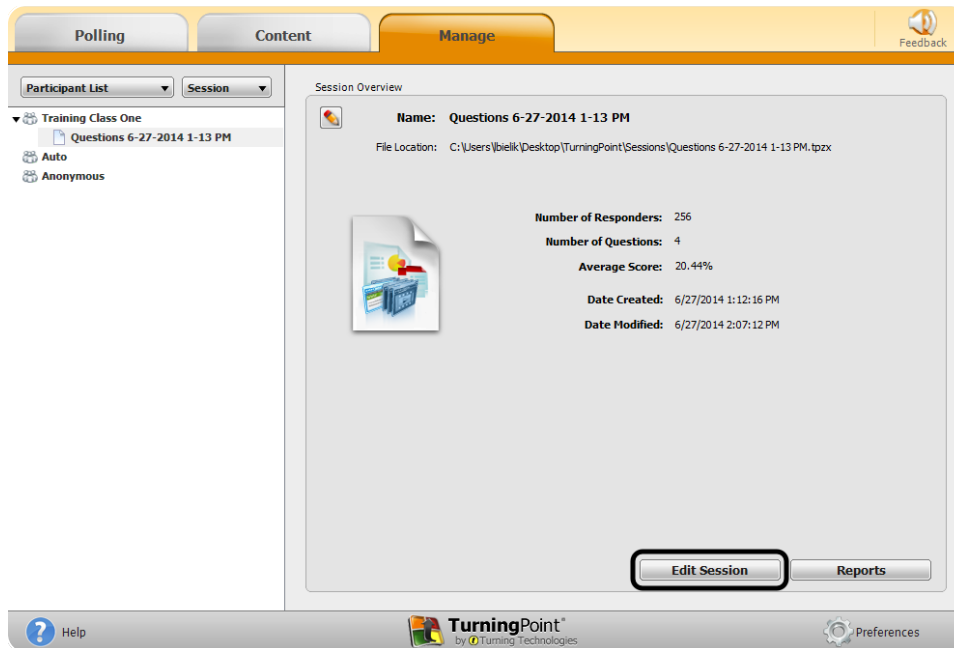 Polling
Content
Manage
Feedback
Participant List
Session
Training Class One
Questions 6-27-2014 1-13 PM
Auto
Anonymous
Session Overview
Name: Questions 6-27-2014 1-13 PM
File Location: C:\Users\lbielik\Desktop\TurningPoint\Sessions\Questions 6-27-2014 1-13 PM.tpzx
Number of Responders: 256
Number of Questions: 4
Average Score: 20.44%
Date Created: 6/27/2014 1:12:16 PM
Date Modified: 6/27/2014 2:07:12 PM
Edit Session
Reports
? Help
TurningPoint®
by Turning Technologies
Preferences